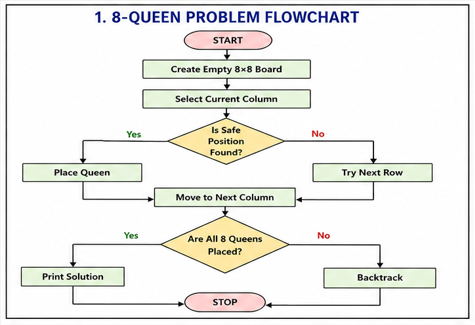 1. 8-QUEEN PROBLEM FLOWCHART
START
Create Empty 8×8 Board
Select Current Column
Is Safe
Position
Found?
Yes
No
Place Queen
Try Next Row
Move to Next Column
Are All 8 Queens
Placed?
Yes
No
Print Solution
Backtrack
STOP